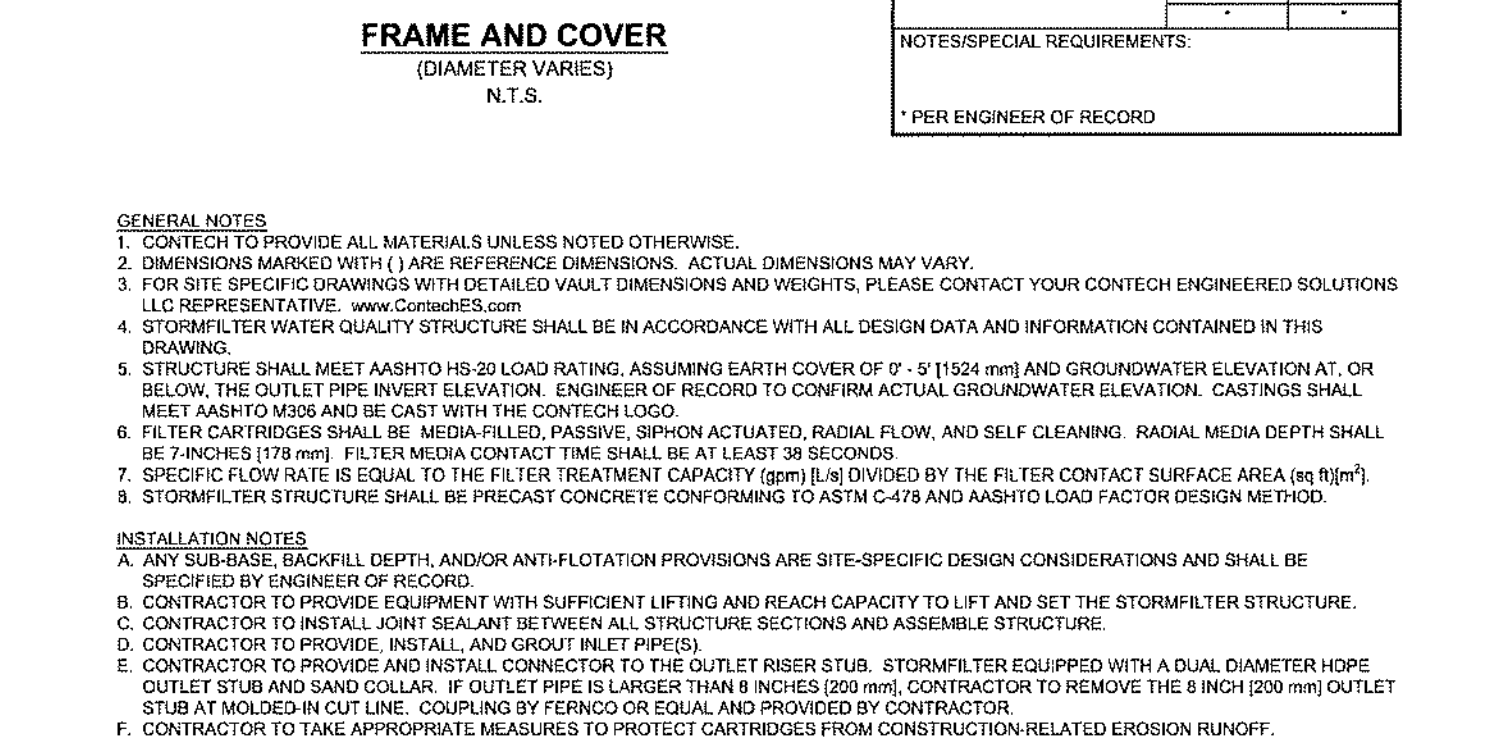 FRAME AND COVER
(DIAMETER VARIES)
N.T.S.
* *
NOTES/SPECIAL REQUIREMENTS:
* PER ENGINEER OF RECORD
GENERAL NOTES
1. CONTECH TO PROVIDE ALL MATERIALS UNLESS NOTED OTHERWISE.
2. DIMENSIONS MARKED WITH ( ) ARE REFERENCE DIMENSIONS. ACTUAL DIMENSIONS MAY VARY.
3. FOR SITE SPECIFIC DRAWINGS WITH DETAILED VAULT DIMENSIONS AND WEIGHTS, PLEASE CONTACT YOUR CONTECH ENGINEERED SOLUTIONS
LLC REPRESENTATIVE. www.ContechES.com
4. STORMFILTER WATER QUALITY STRUCTURE SHALL BE IN ACCORDANCE WITH ALL DESIGN DATA AND INFORMATION CONTAINED IN THIS
DRAWING.
5. STRUCTURE SHALL MEET AASHTO HS-20 LOAD RATING, ASSUMING EARTH COVER OF 0' - 5' [1524 mm] AND GROUNDWATER ELEVATION AT, OR
BELOW, THE OUTLET PIPE INVERT ELEVATION. ENGINEER OF RECORD TO CONFIRM ACTUAL GROUNDWATER ELEVATION. CASTINGS SHALL
MEET AASHTO M306 AND BE CAST WITH THE CONTECH LOGO.
6. FILTER CARTRIDGES SHALL BE MEDIA-FILLED, PASSIVE, SIPHON ACTUATED, RADIAL FLOW, AND SELF CLEANING. RADIAL MEDIA DEPTH SHALL
BE 7-INCHES [178 mm]. FILTER MEDIA CONTACT TIME SHALL BE AT LEAST 38 SECONDS.
7. SPECIFIC FLOW RATE IS EQUAL TO THE FILTER TREATMENT CAPACITY (gpm) [L/s] DIVIDED BY THE FILTER CONTACT SURFACE AREA (sq ft)[m²].
8. STORMFILTER STRUCTURE SHALL BE PRECAST CONCRETE CONFORMING TO ASTM C-478 AND AASHTO LOAD FACTOR DESIGN METHOD.
INSTALLATION NOTES
A. ANY SUB-BASE, BACKFILL DEPTH, AND/OR ANTI-FLOTATION PROVISIONS ARE SITE-SPECIFIC DESIGN CONSIDERATIONS AND SHALL BE
SPECIFIED BY ENGINEER OF RECORD.
B. CONTRACTOR TO PROVIDE EQUIPMENT WITH SUFFICIENT LIFTING AND REACH CAPACITY TO LIFT AND SET THE STORMFILTER STRUCTURE.
C. CONTRACTOR TO INSTALL JOINT SEALANT BETWEEN ALL STRUCTURE SECTIONS AND ASSEMBLE STRUCTURE.
D. CONTRACTOR TO PROVIDE, INSTALL, AND GROUT INLET PIPE(S).
E. CONTRACTOR TO PROVIDE AND INSTALL CONNECTOR TO THE OUTLET RISER STUB. STORMFILTER EQUIPPED WITH A DUAL DIAMETER HDPE
OUTLET STUB AND SAND COLLAR. IF OUTLET PIPE IS LARGER THAN 8 INCHES [200 mm], CONTRACTOR TO REMOVE THE 8 INCH [200 mm] OUTLET
STUB AT MOLDED-IN CUT LINE. COUPLING BY FERNCO OR EQUAL AND PROVIDED BY CONTRACTOR.
F. CONTRACTOR TO TAKE APPROPRIATE MEASURES TO PROTECT CARTRIDGES FROM CONSTRUCTION-RELATED EROSION RUNOFF.